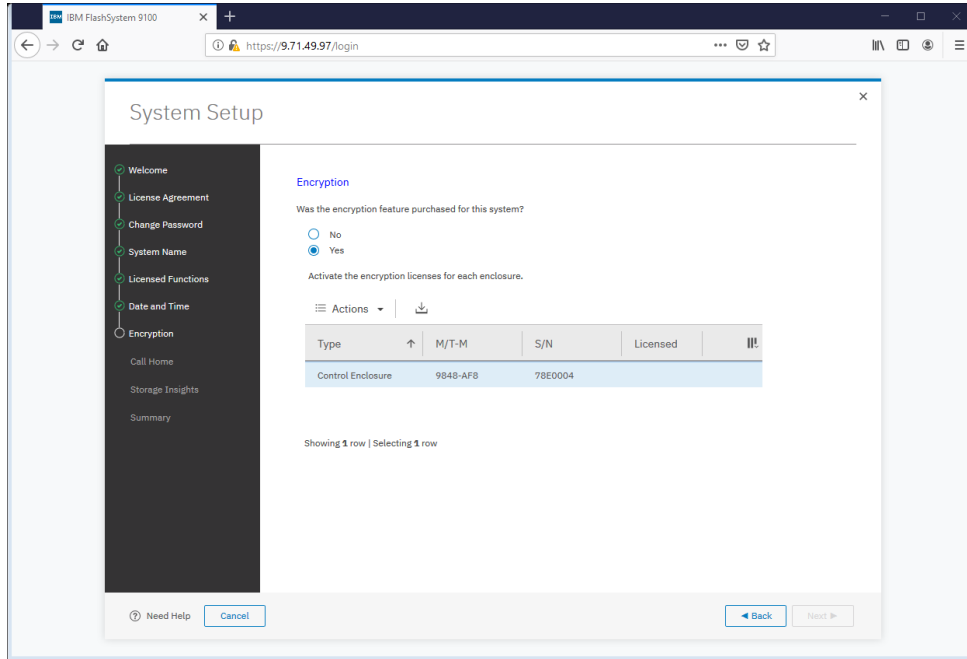 IBM FlashSystem 9100
https://9.71.49.97/login
System Setup
Welcome
License Agreement
Change Password
System Name
Licensed Functions
Date and Time
Encryption
Call Home
Storage Insights
Summary
Encryption
Was the encryption feature purchased for this system?
No
Yes
Activate the encryption licenses for each enclosure.
Actions
Type M/T-M S/N Licensed
Control Enclosure 9848-AF8 78E0004
Showing 1 row | Selecting 1 row
Need Help Cancel Back Next